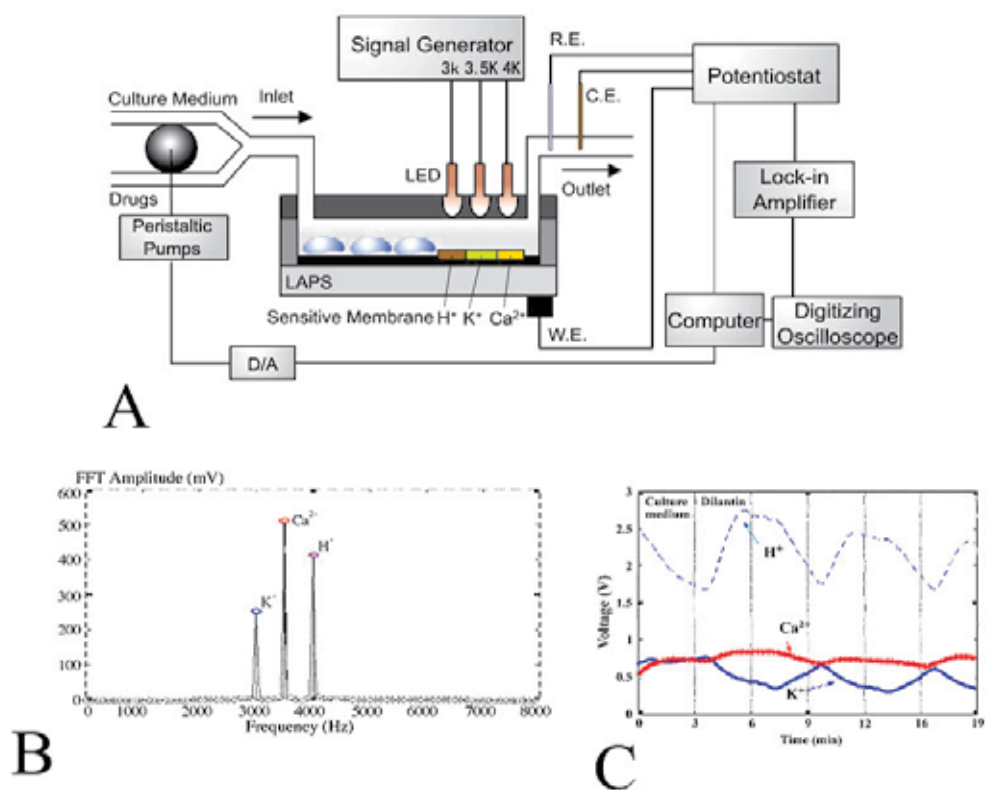 Signal Generator
3k 3.5K 4K
R.E.
C.E.
Potentiostat
Culture Medium
Inlet
LED
Outlet
Lock-in
Amplifier
Drugs
Peristaltic
Pumps
LAPS
Sensitive Membrane H⁺ K⁺ Ca²⁺
W.E.
Computer
Digitizing
Oscilloscope
D/A
A
FFT Amplitude (mV)
600
500
400
300
200
100
0
Ca²⁻
H⁻
K⁻
0 1000 2000 3000 4000 5000 6000 7000 8000
Frequency (Hz)
B
Voltage (V)
3
2.5
2
1.5
1
0.5
0
Culture
medium
Dilantin
H⁺
Ca²⁺
K⁺
0 3 6 9 12 16 19
Time (min)
C